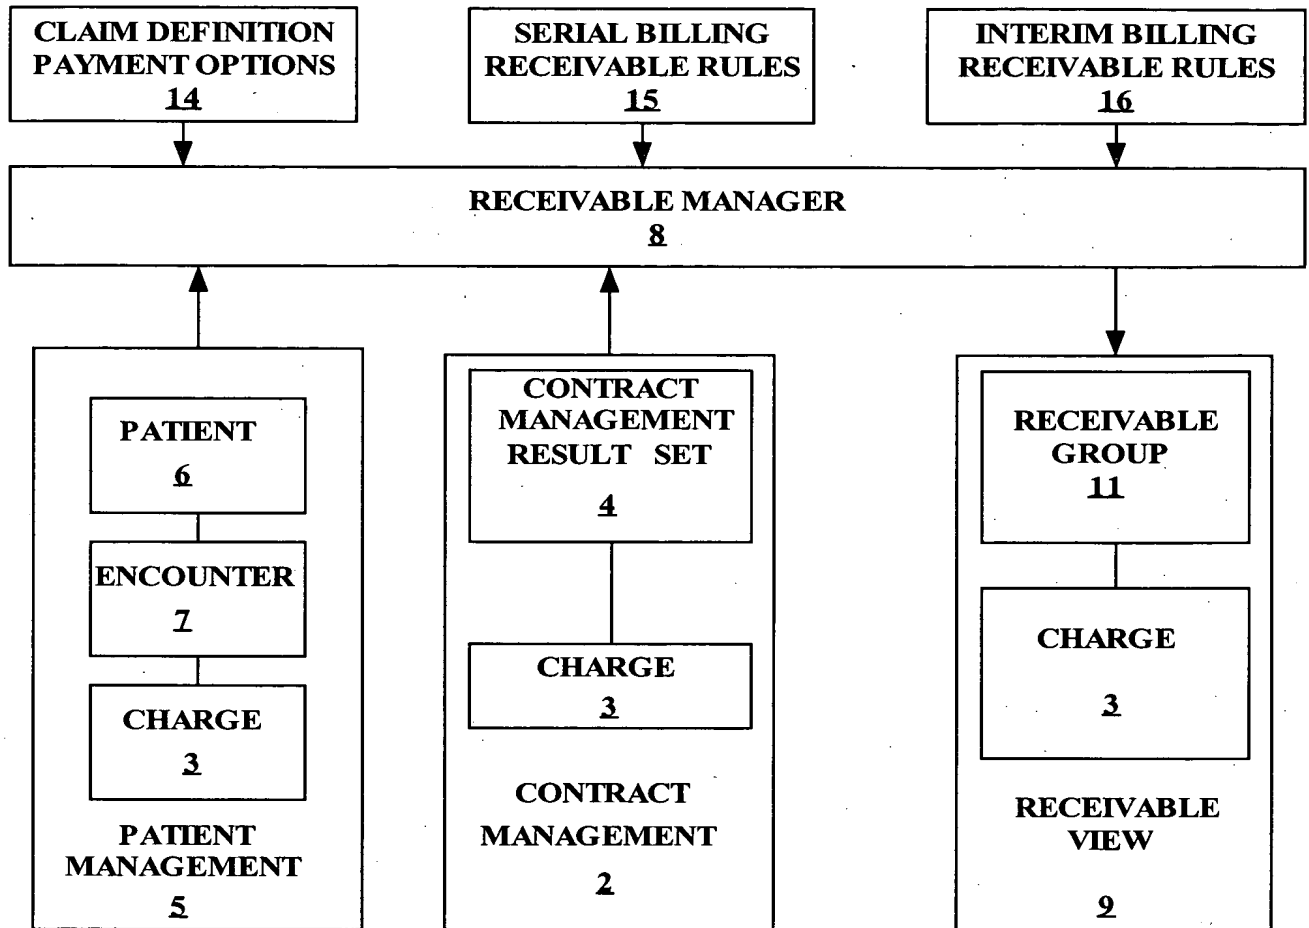 CLAIM DEFINITION
PAYMENT OPTIONS
14
SERIAL BILLING
RECEIVABLE RULES
15
INTERIM BILLING
RECEIVABLE RULES
16
RECEIVABLE MANAGER
8
PATIENT
6
ENCOUNTER
7
CHARGE
3
PATIENT
MANAGEMENT
5
CONTRACT
MANAGEMENT
RESULT SET
4
CHARGE
3
CONTRACT
MANAGEMENT
2
RECEIVABLE
GROUP
11
CHARGE
3
RECEIVABLE
VIEW
9